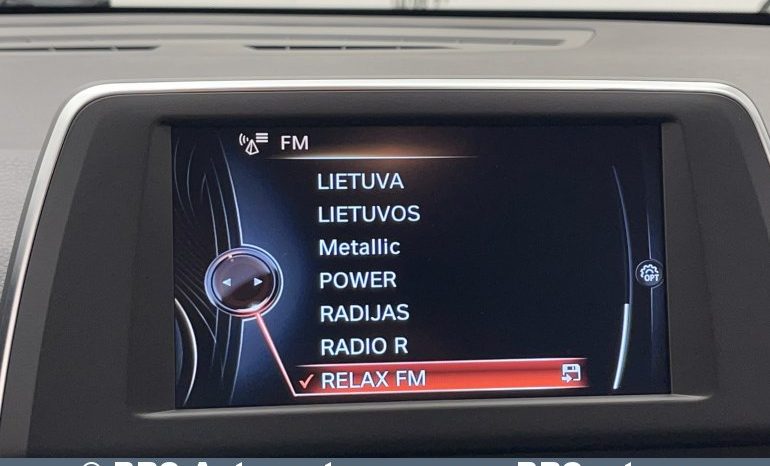 FM
LIETUVA
LIETUVOS
Metallic
POWER
OPT
RADIJAS
RADIO R
RELAX FM